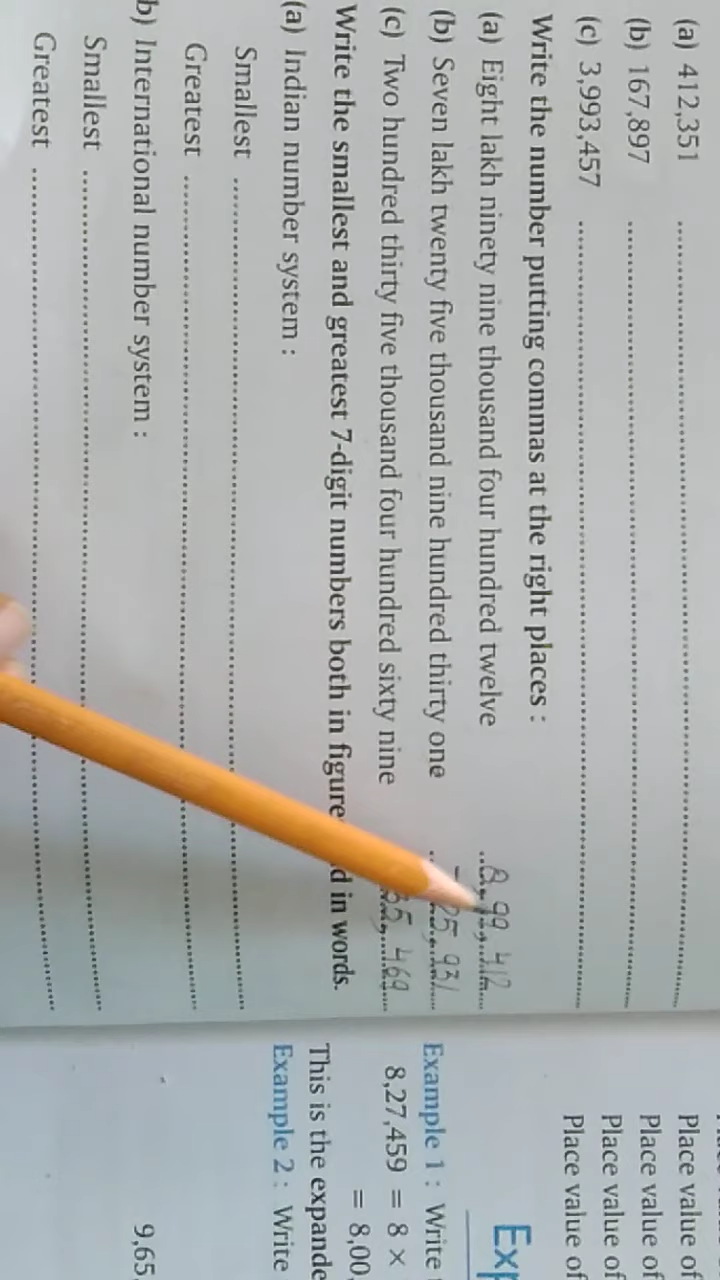 (a) 412,351
(b) 167,897
(c) 3,993,457
Write the number putting commas at the right places :
(a) Eight lakh ninety nine thousand four hundred twelve 8,99,412
(b) Seven lakh twenty five thousand nine hundred thirty one 25,931
(c) Two hundred thirty five thousand four hundred sixty nine 35,469
Write the smallest and greatest 7-digit numbers both in figure d in words.
(a) Indian number system :
Smallest
Greatest
b) International number system :
Smallest
Greatest
Place value of
Place value of
Place value of
Exp
Example 1 : Write
8,27,459 = 8 ×
= 8,00,
This is the expande
Example 2 : Write
9,65,